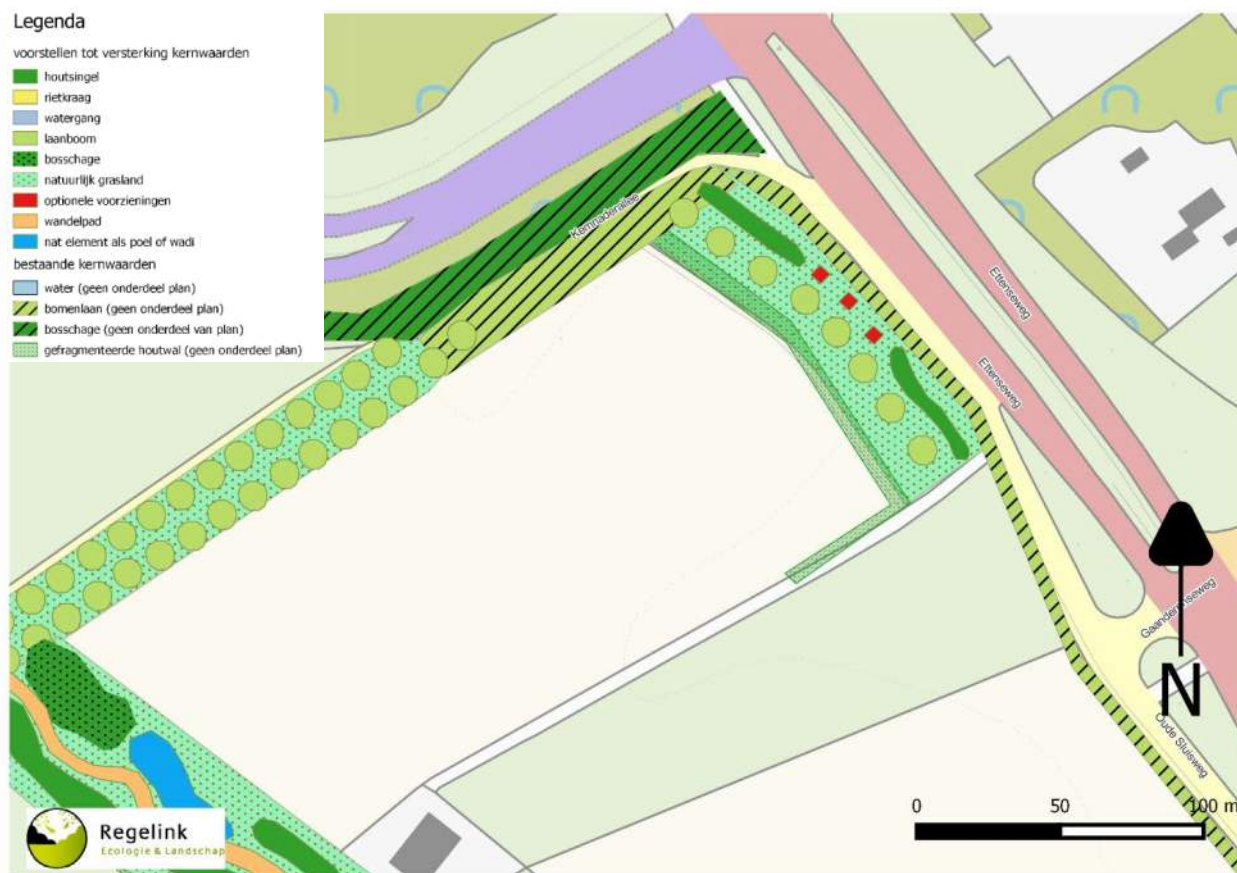 Legenda
voorstellen tot versterking kernwaarden
houtsingel
rietkraag
watergang
laanboom
bosschage
natuurlijk grasland
optionele voorzieningen
wandelpad
nat element als poel of wadi
bestaande kernwaarden
water (geen onderdeel plan)
bomenlaan (geen onderdeel plan)
bosschage (geen onderdeel van plan)
gefragmenteerde houtwal (geen onderdeel plan)
Kemnaderallee
Ettenseweg
Ettenseweg
Gaanderenseweg
Oude Sluisweg
N
0 50 100 m
Regelink
Ecologie & Landschap